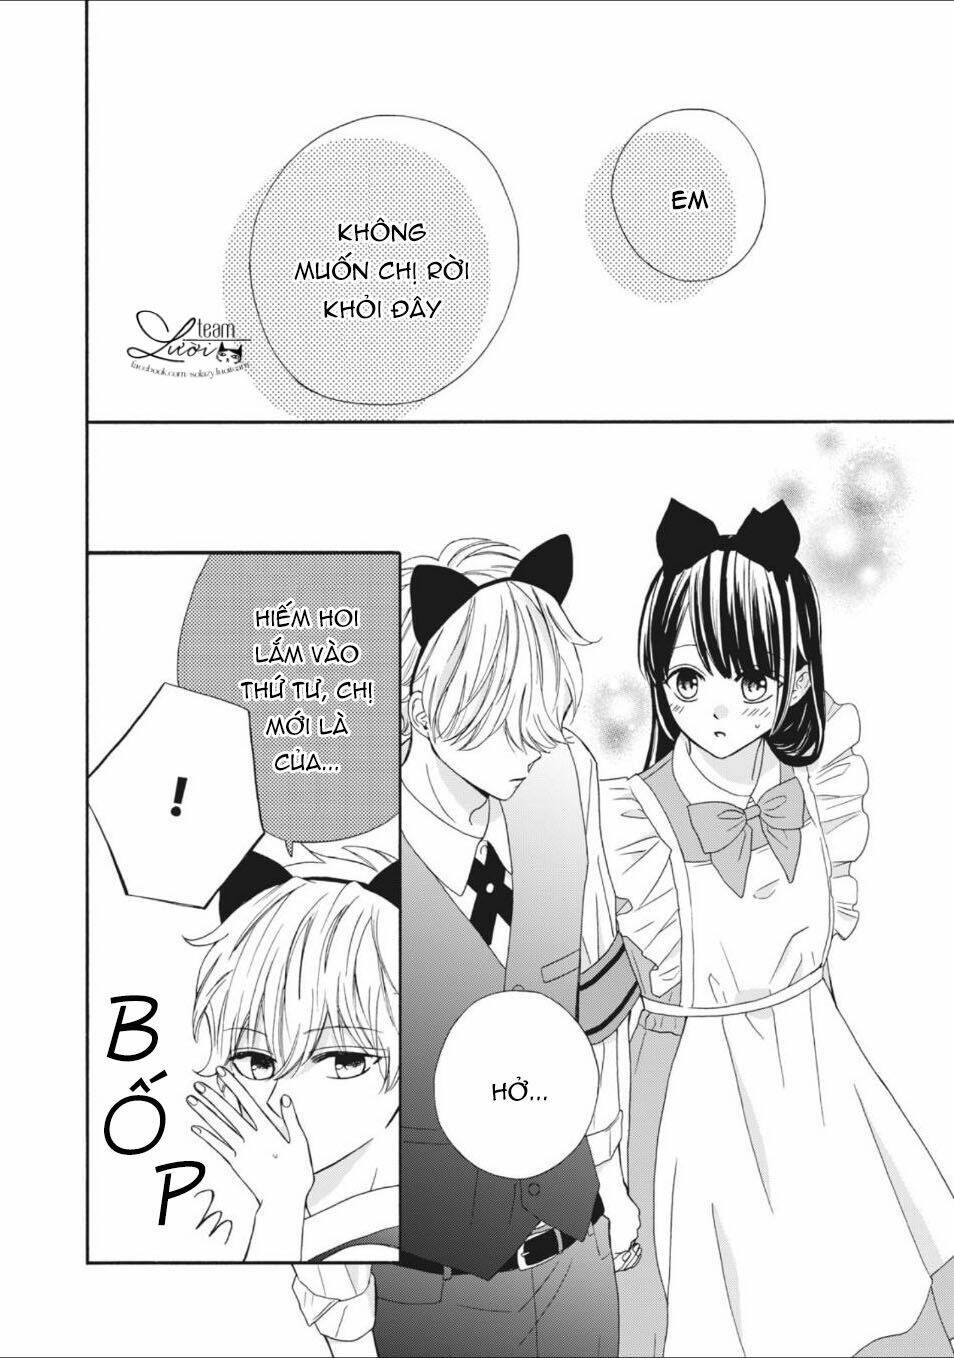 EM
KHÔNG
MUỐN CHỊ RỜI
KHỎI ĐÂY
team
Lười
HỞ...
HIẾM HOI
LẮM VÀO
THỨ TƯ, CHỊ
MỚI LÀ
CỦA...
!
BỐP